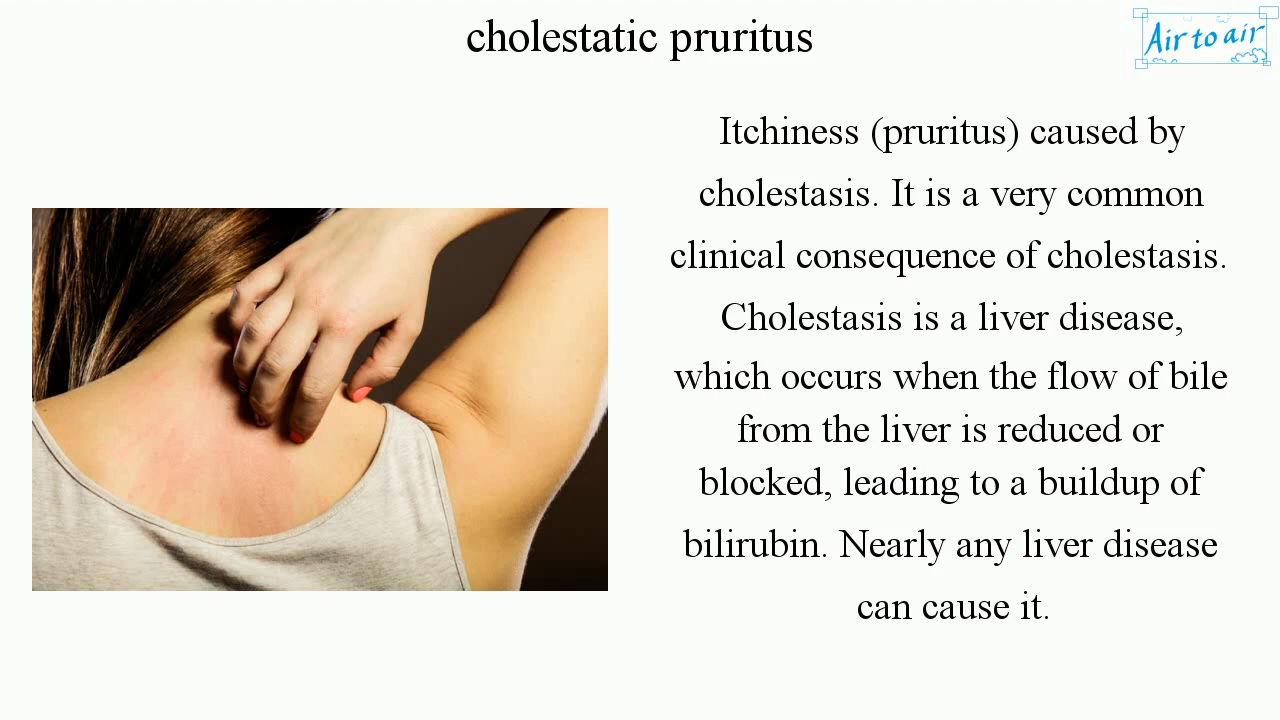 cholestatic pruritus
Air to air
Itchiness (pruritus) caused by
cholestasis. It is a very common
clinical consequence of cholestasis.
Cholestasis is a liver disease,
which occurs when the flow of bile
from the liver is reduced or
blocked, leading to a buildup of
bilirubin. Nearly any liver disease
can cause it.